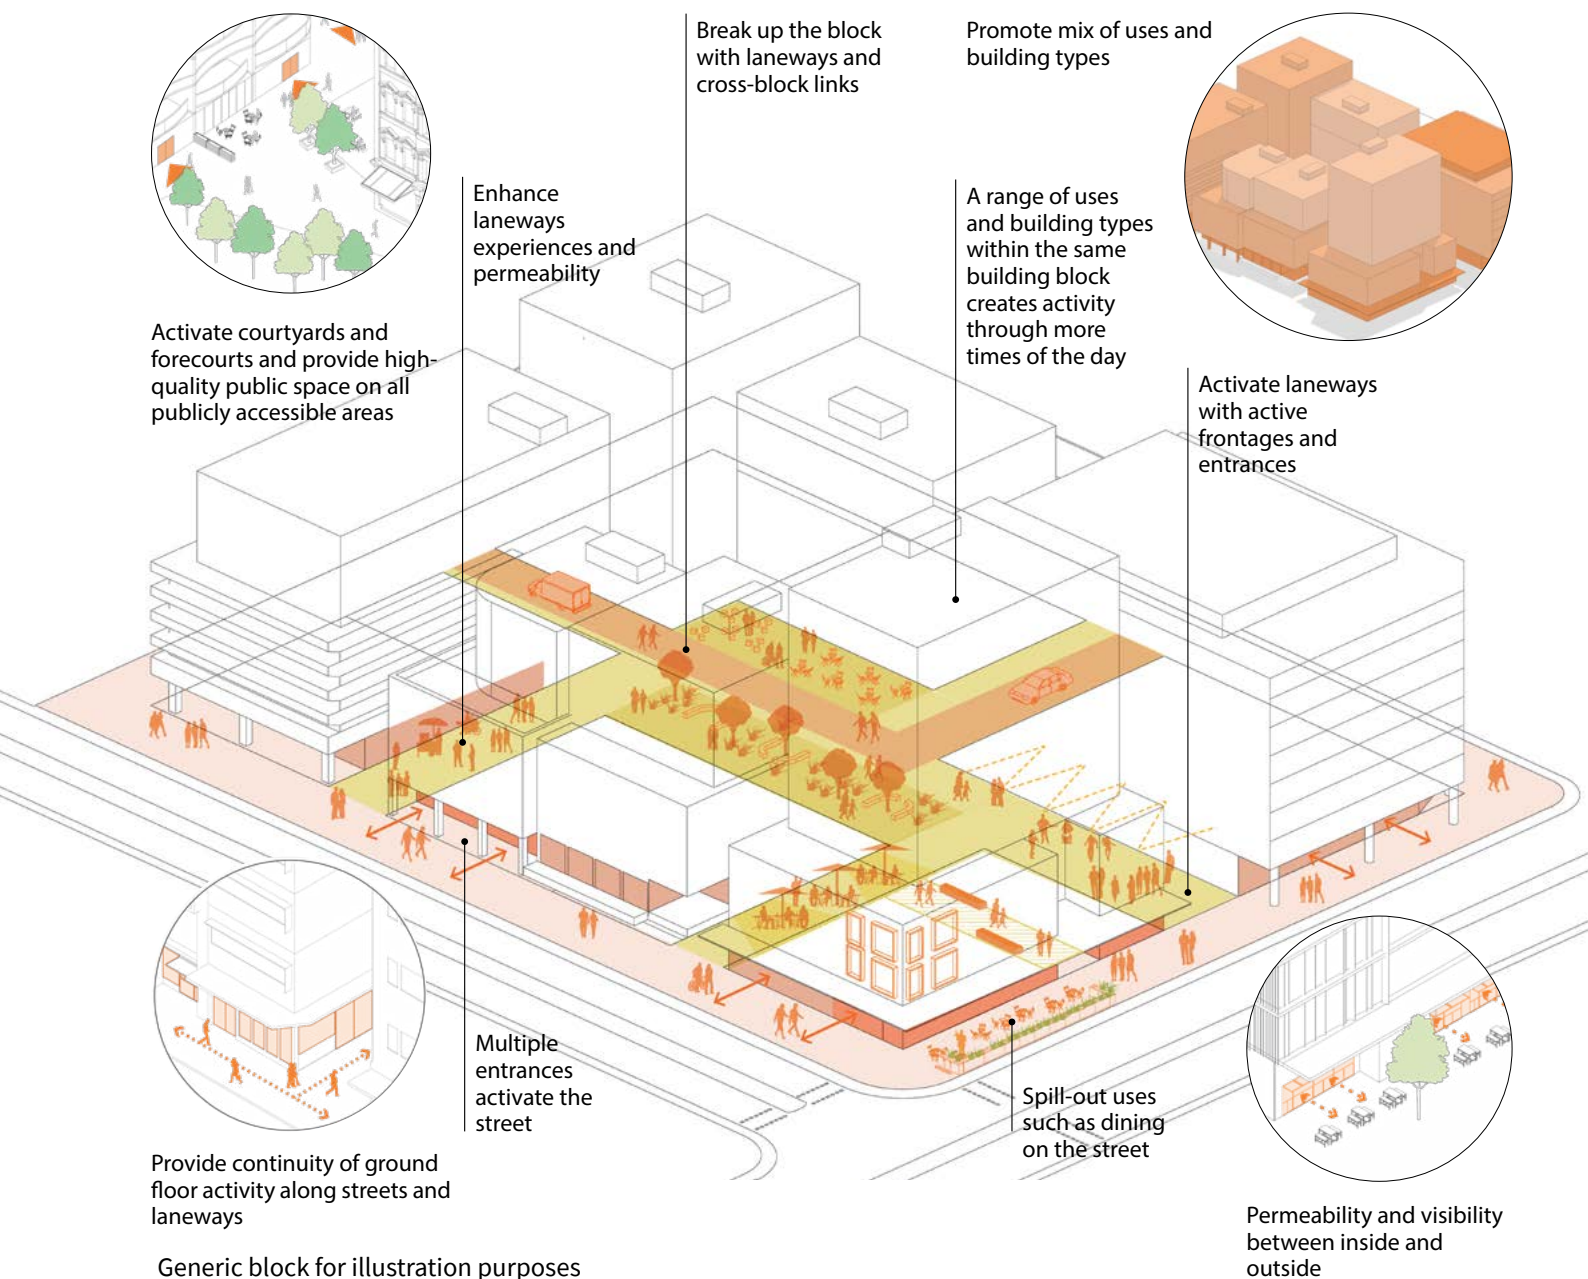 Break up the block
with laneways and
cross-block links
Promote mix of uses and
building types
Enhance
laneways
experiences and
permeability
A range of uses
and building types
within the same
building block
creates activity
through more
times of the day
Activate courtyards and
forecourts and provide high-
quality public space on all
publicly accessible areas
Activate laneways
with active
frontages and
entrances
Multiple
entrances
activate the
street
Spill-out uses
such as dining
on the street
Provide continuity of ground
floor activity along streets and
laneways
Permeability and visibility
between inside and
outside
Generic block for illustration purposes